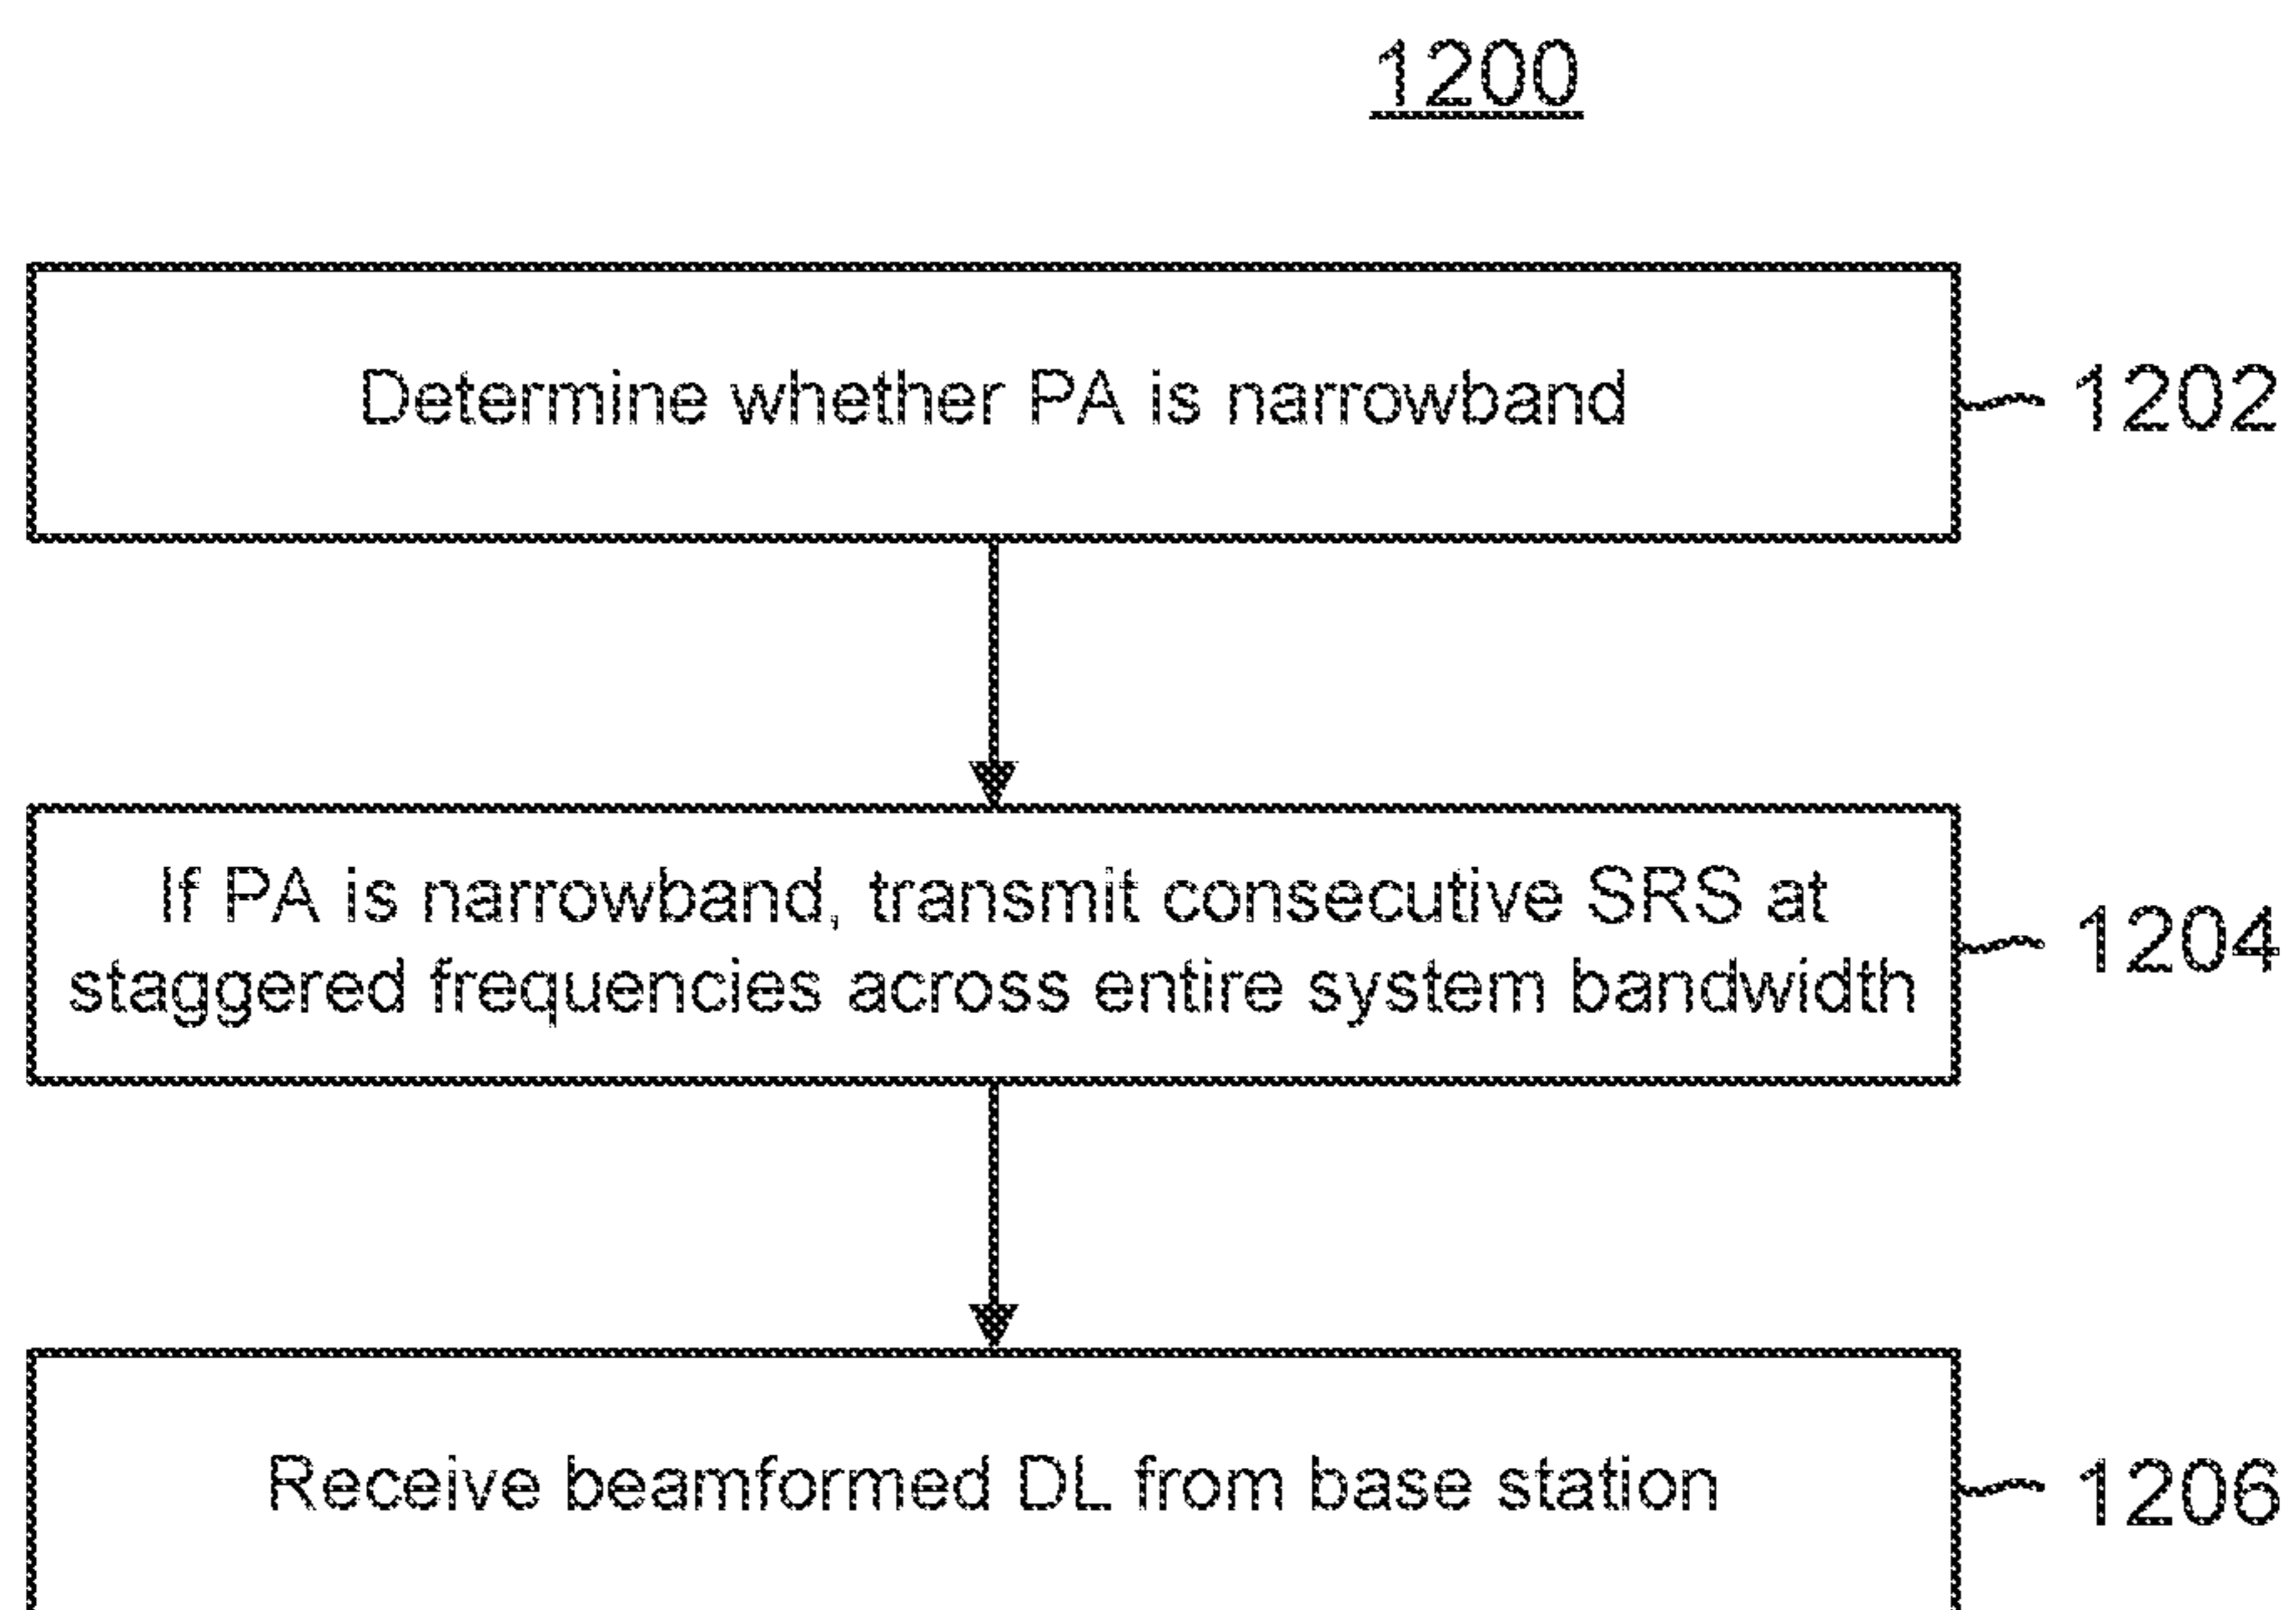 1200
Determine whether PA is narrowband
1202
If PA is narrowband, transmit consecutive SRS at
staggered frequencies across entire system bandwidth
1204
Receive beamformed DL from base station
1206